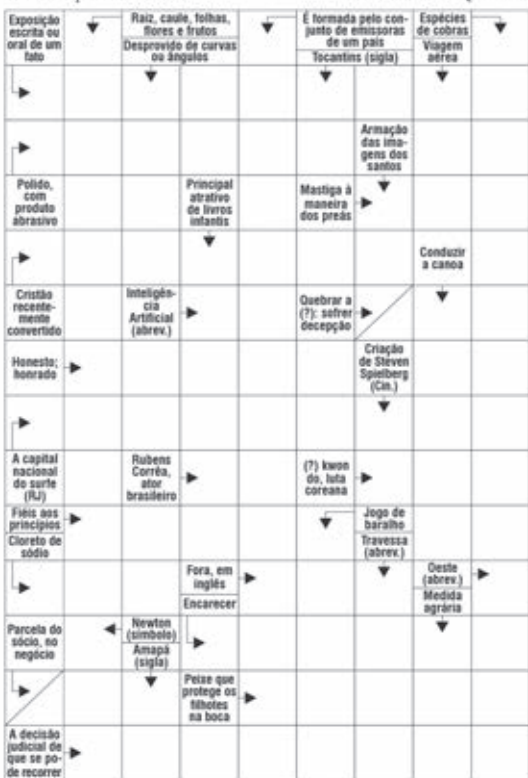 Exposição
escrita ou
oral de um
fato
Raiz, caule, folhas,
flores e frutos
Desprovido de curvas
ou ângulos
É formada pelo con-
junto de emissoras
de um país
Tocantins (sigla)
Espécies
de cobras
Viagem
aérea
Armação
das ima-
gens dos
santos
Polido,
com
produto
abrasivo
Principal
atrativo
de livros
infantis
Mastiga à
maneira
dos preás
Conduzir
a canoa
Cristão
recente-
mente
convertido
Inteligên-
cia
Artificial
(abrev.)
Quebrar a
(?): sofrer
decepção
Honesto;
honrado
Criação
de Steven
Spielberg
(Cin.)
A capital
nacional
do surfe
(RJ)
Rubens
Corrêa,
ator
brasileiro
(?) kwon
do, luta
coreana
Fiéis aos
princípios
Cloreto de
sódio
Jogo de
baralho
Travessa
(abrev.)
Fora, em
inglês
Encarecer
Oeste
(abrev.)
Medida
agrária
Parcela do
sócio, no
negócio
Newton
(símbolo)
Amapá
(sigla)
Peixe que
protege os
filhotes
na boca
A decisão
judicial de
que se po-
de recorrer